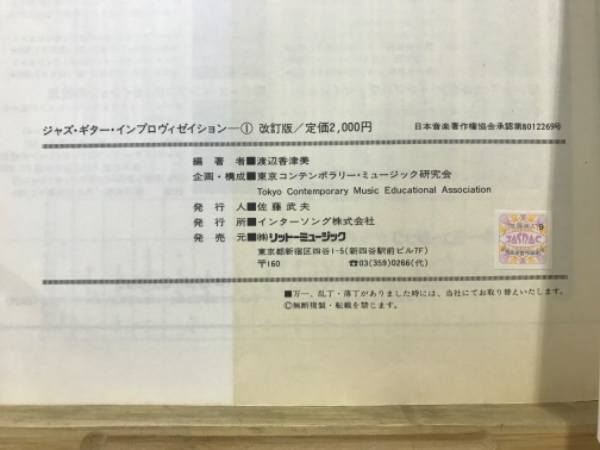 ジャズ・ギター・インプロヴィゼイション―① 改訂版／定価2,000円
日本音楽著作権協会承認第8012269号
編著者■渡辺香津美
企画・構成■東京コンテンポラリー・ミュージック研究会
Tokyo Contemporary Music Educational Association
発行人■佐藤武夫
発行所■インターソング株式会社
発売元■㈱リットーミュージック
東京都新宿区四谷1-5(新四谷駅前ビル7F)
〒160 ☎03(359)0266(代)
■万一、乱丁・落丁がありました時には、当社にてお取り替えいたします。
©無断複製・転載を禁じます。